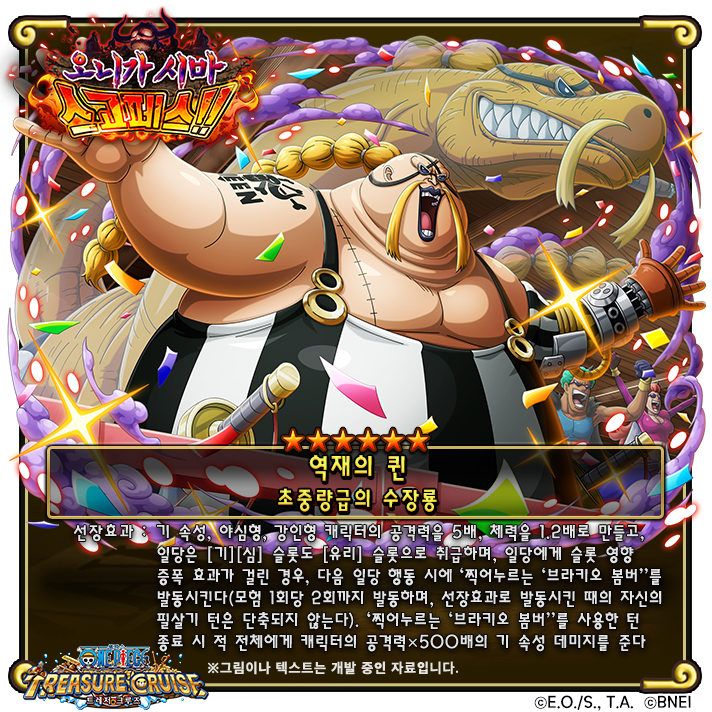 오니가시마
스고페스!!
QUEEN
역재의 퀸
초중량급의 수장룡
선장효과 : 기 속성, 야심형, 강인형 캐릭터의 공격력을 5배, 체력을 1.2배로 만들고,
일당은 [기][심] 슬롯도 [유리] 슬롯으로 취급하며, 일당에게 슬롯 영향
증폭 효과가 걸린 경우, 다음 일당 행동 시에 ‘찍어누르는 ‘브라키오 봄버’’를
발동시킨다(모험 1회당 2회까지 발동하며, 선장효과로 발동시킨 때의 자신의
필살기 턴은 단축되지 않는다). ‘찍어누르는 ‘브라키오 봄버’’를 사용한 턴
종료 시 적 전체에게 캐릭터의 공격력×500배의 기 속성 데미지를 준다
※그림이나 텍스트는 개발 중인 자료입니다.
ONE PIECE
TREASURE CRUISE
트레저 크루즈
©E.O./S., T.A. ©BNEI